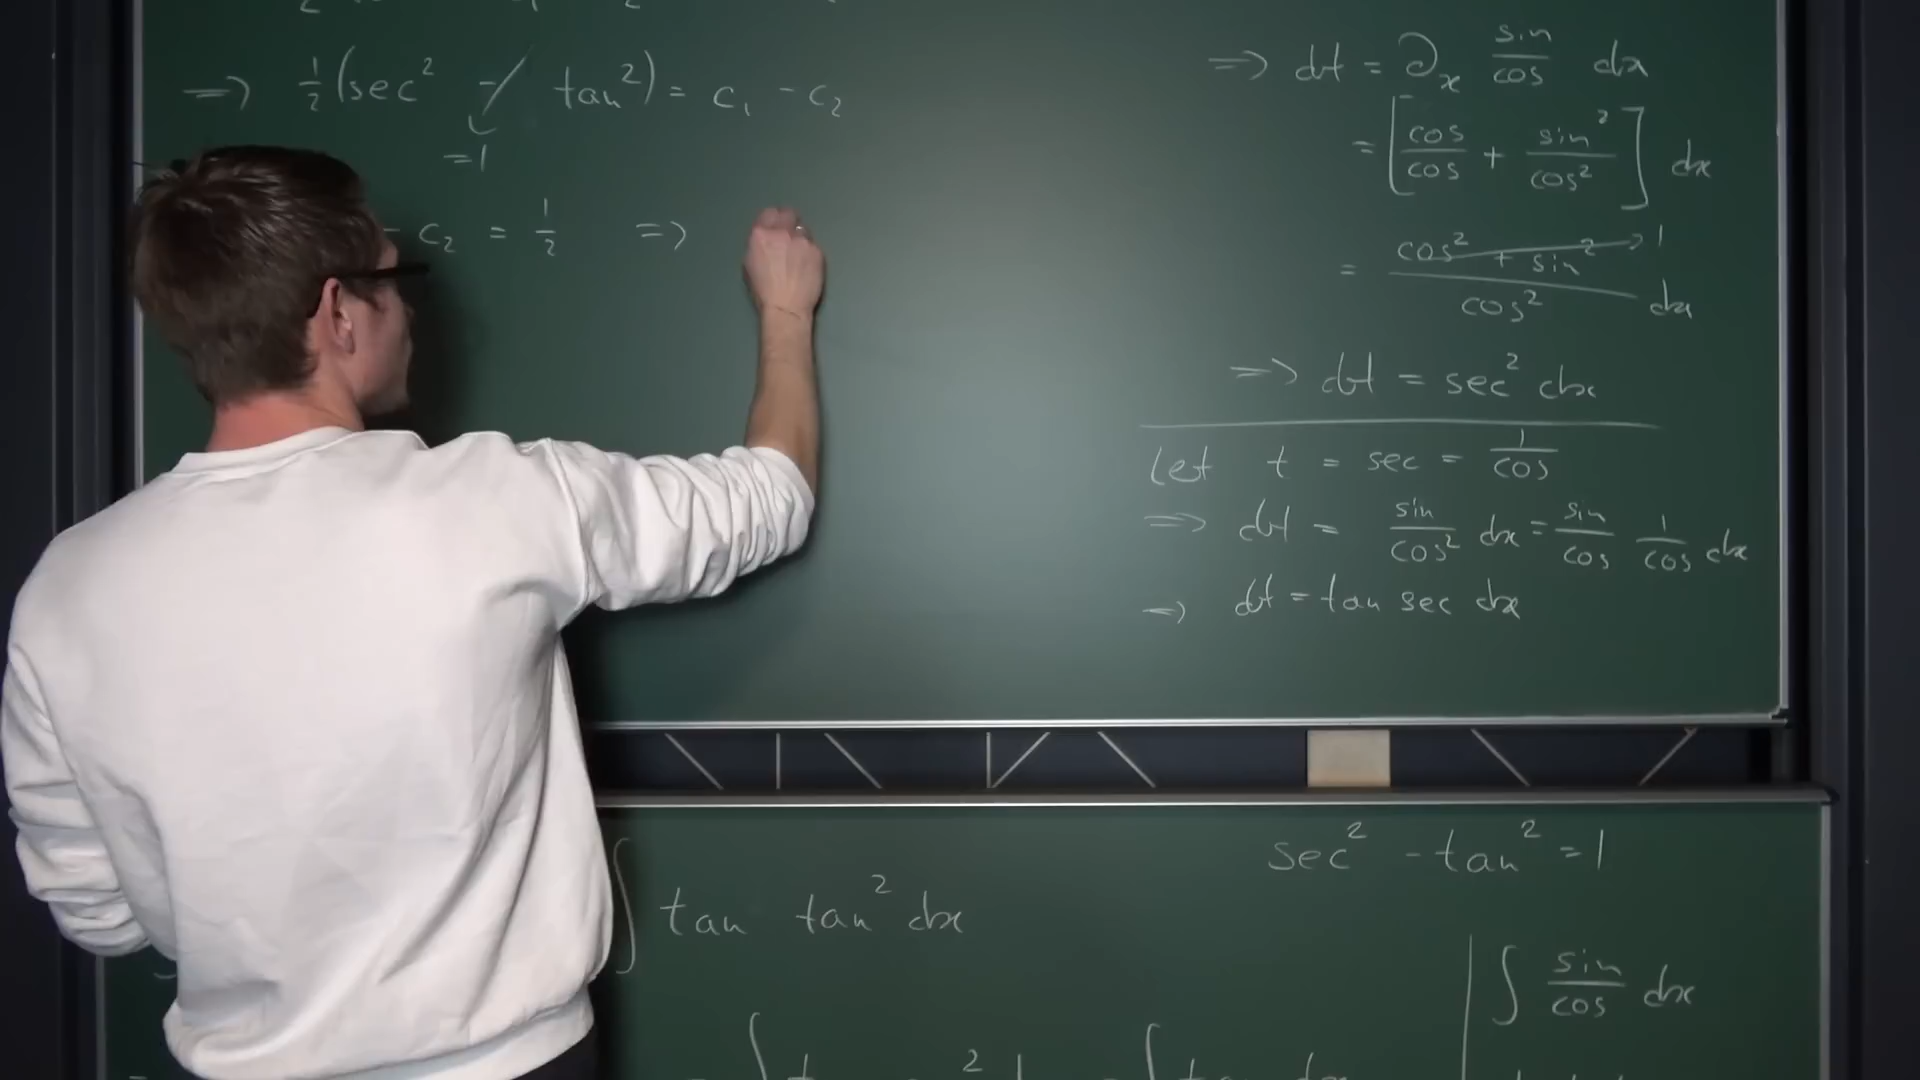 => 1/2 (sec² - tan²) = c₁ - c₂
=1
- c₂ = 1/2 =>
=> dt = ∂ₓ sin/cos dx
= [cos/cos + sin²/cos²] dx
= (cos² + sin²)/cos² dx → 1
=> dt = sec² dx
Let t = sec = 1/cos
=> dt = sin/cos² dx = sin/cos 1/cos dx
=> dt = tan sec dx
sec² - tan² = 1
∫ tan tan² dx
∫ sin/cos dx